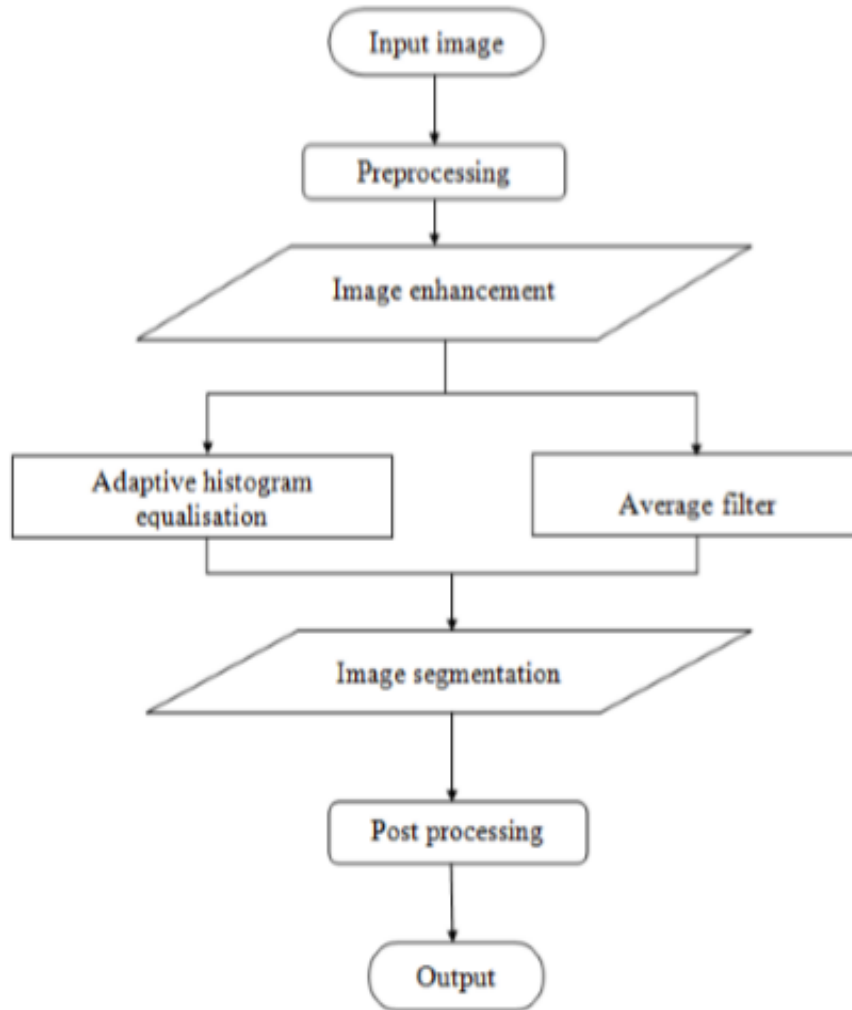 Input image
Preprocessing
Image enhancement
Adaptive histogram
equalisation
Average filter
Image segmentation
Post processing
Output